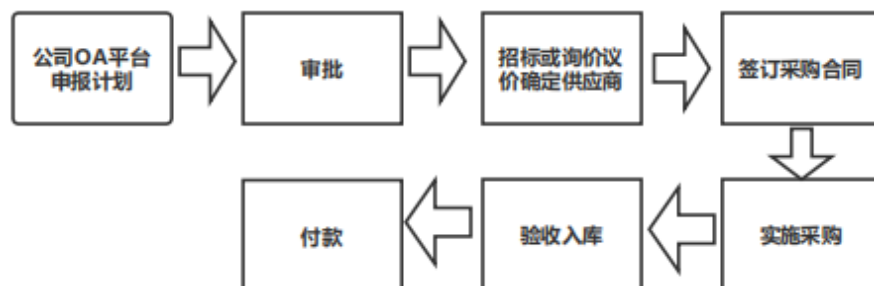 公司OA平台
申报计划
审批
招标或询价议
价确定供应商
签订采购合同
付款
验收入库
实施采购